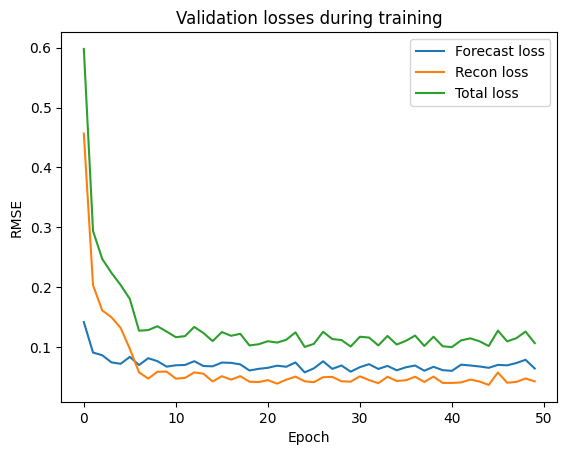 Validation losses during training
Forecast loss
Recon loss
Total loss
RMSE
0.6
0.5
0.4
0.3
0.2
0.1
0
10
20
30
40
50
Epoch